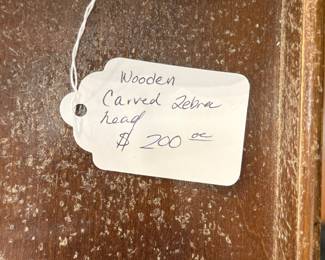 Wooden
Carved Zebra
head
$ 200 00